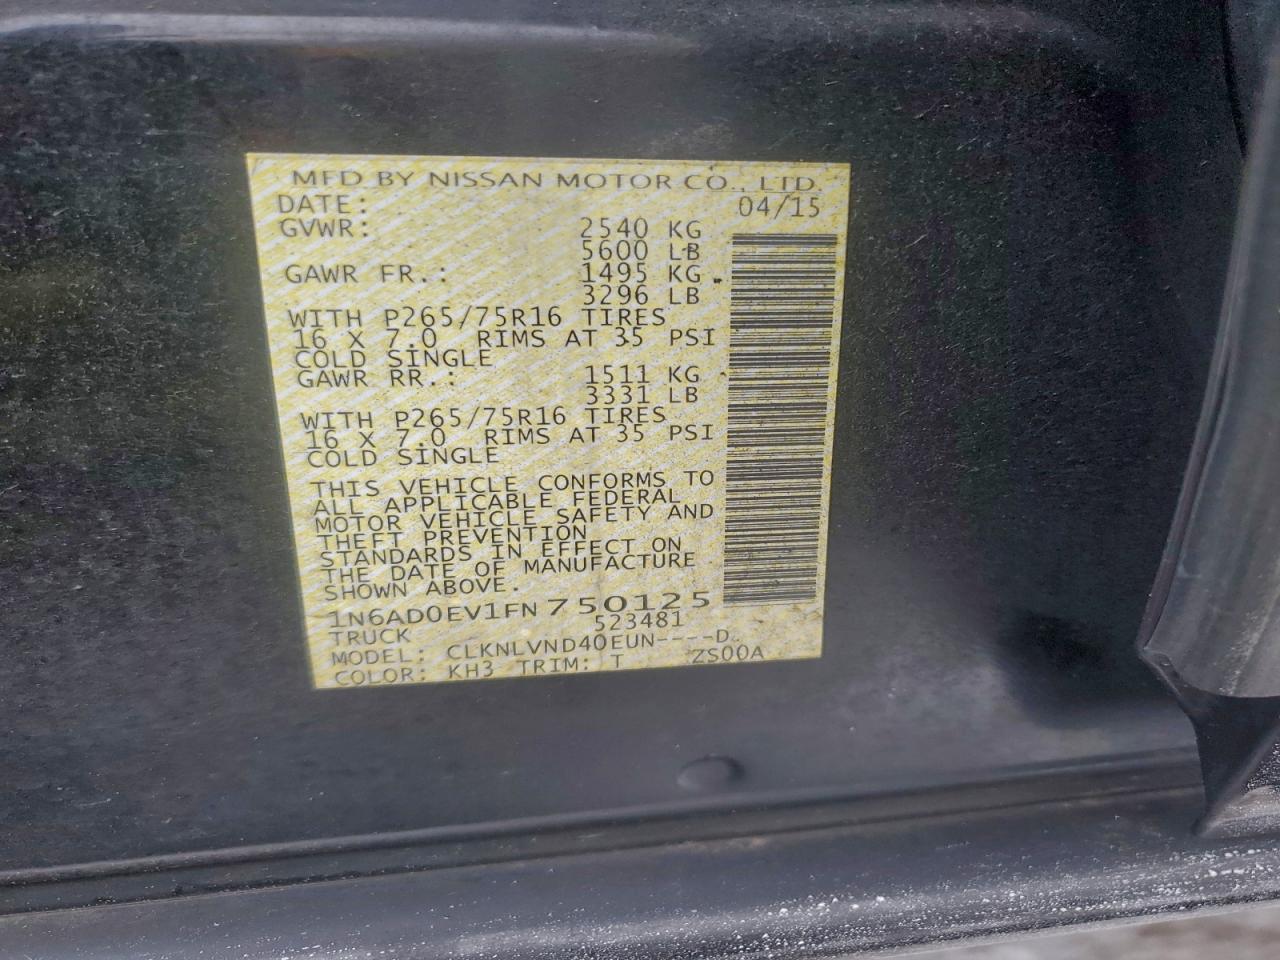 MFD BY NISSAN MOTOR CO., LTD.
DATE: 04/15
GVWR: 2540 KG
5600 LB
GAWR FR.: 1495 KG
3296 LB
WITH P265/75R16 TIRES
16 X 7.0 RIMS AT 35 PSI
COLD SINGLE
GAWR RR.: 1511 KG
3331 LB
WITH P265/75R16 TIRES
16 X 7.0 RIMS AT 35 PSI
COLD SINGLE
THIS VEHICLE CONFORMS TO
ALL APPLICABLE FEDERAL
MOTOR VEHICLE SAFETY AND
THEFT PREVENTION
STANDARDS IN EFFECT ON
THE DATE OF MANUFACTURE
SHOWN ABOVE.
1N6AD0EV1FN750125
523481
TRUCK
MODEL: CLKNLVND40EUN----D
COLOR: KH3 TRIM: T ZS00A